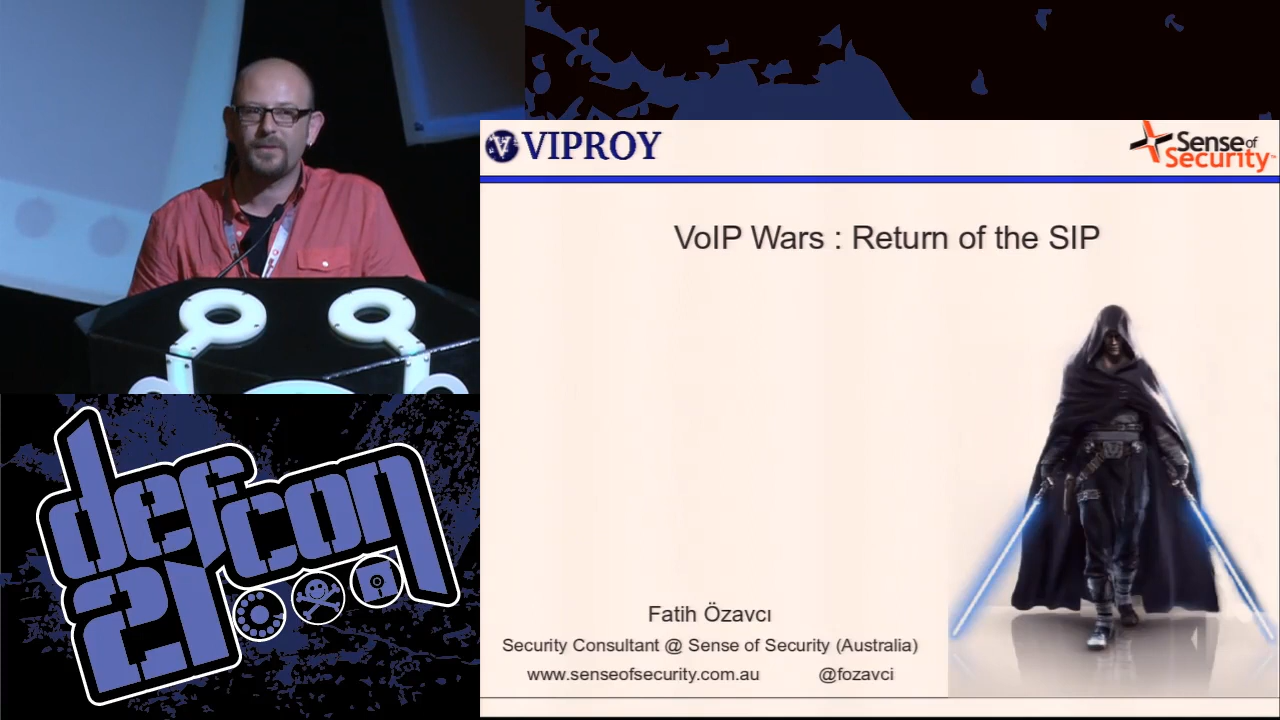 VIPROY
Sense of
Security
VoIP Wars : Return of the SIP
defcon
21
Fatih Özavcı
Security Consultant @ Sense of Security (Australia)
www.senseofsecurity.com.au @fozavci